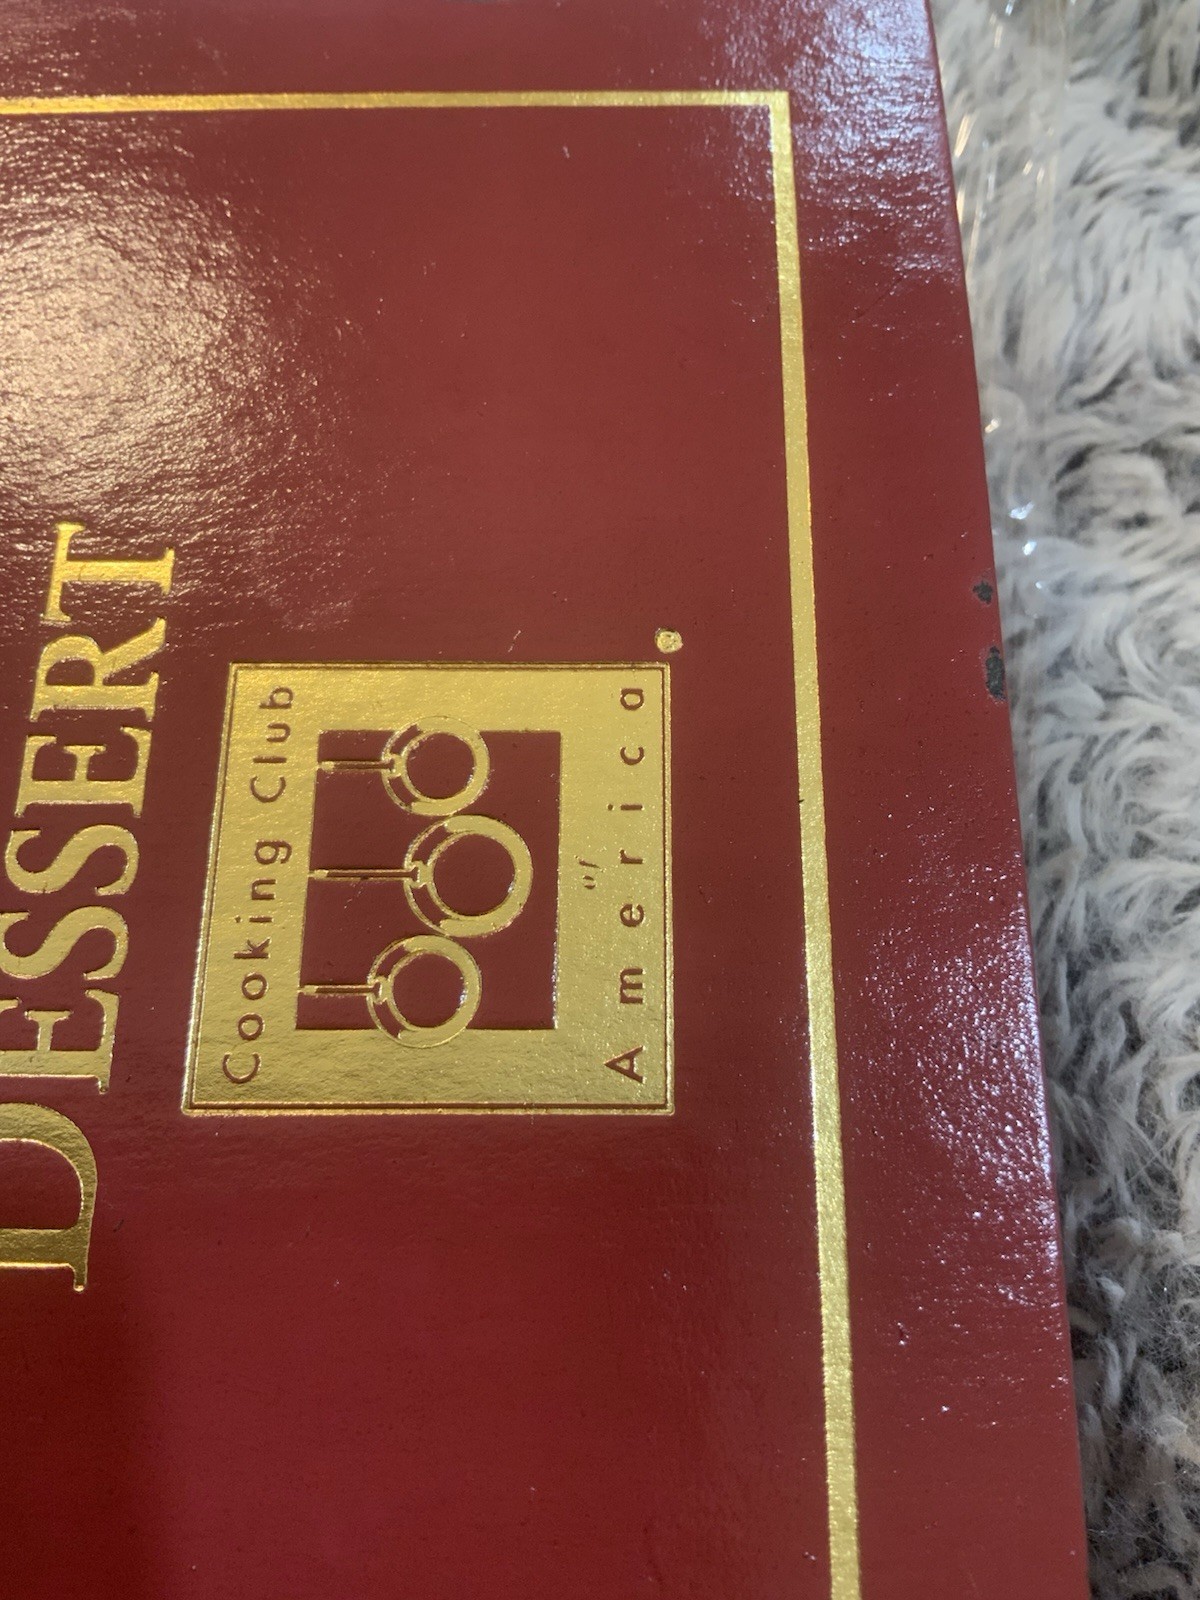 DESSERT
Cooking Club
of
America